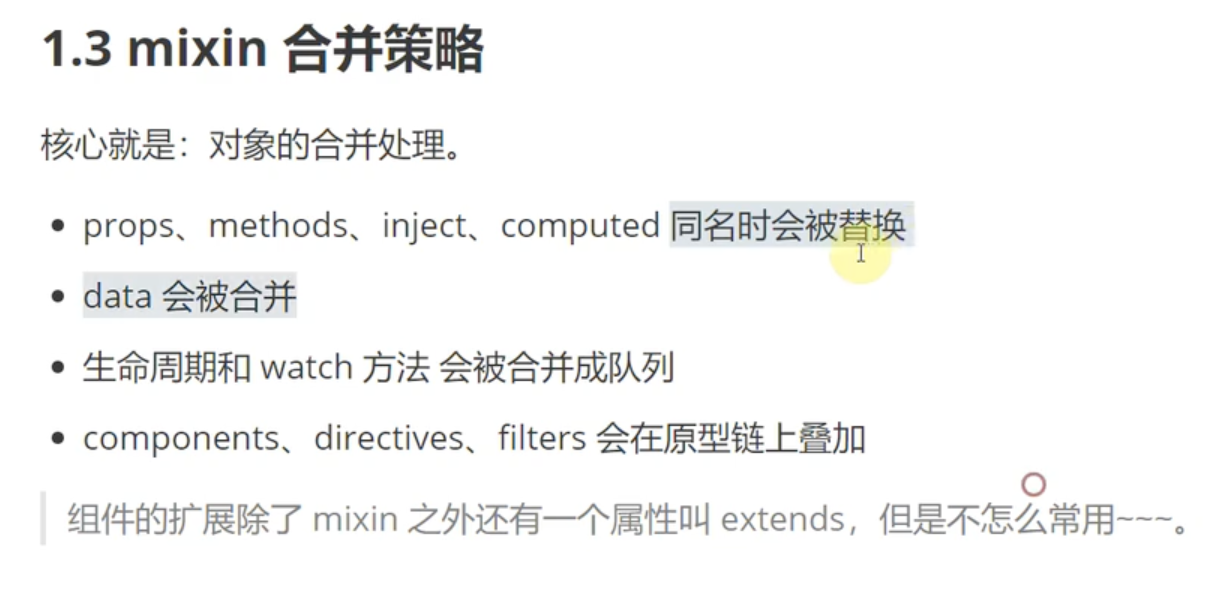 1.3 mixin 合并策略
核心就是：对象的合并处理。
props、methods、inject、computed 同名时会被替换
data 会被合并
生命周期和 watch 方法 会被合并成队列
components、directives、filters 会在原型链上叠加
组件的扩展除了 mixin 之外还有一个属性叫 extends，但是不怎么常用~~~。